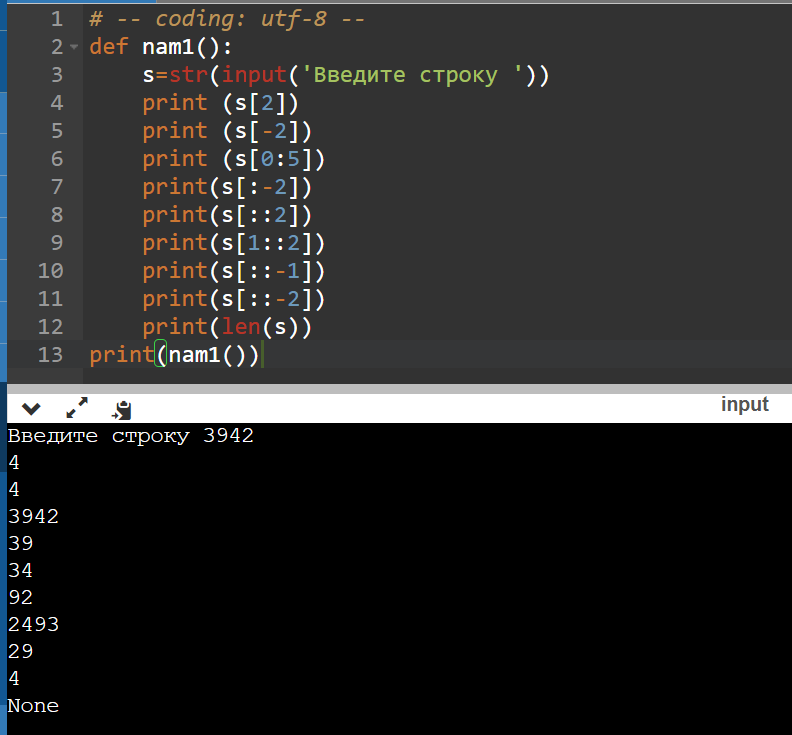 1 # -- coding: utf-8 --
2 def nam1():
3 s=str(input('Введите строку '))
4 print (s[2])
5 print (s[-2])
6 print (s[0:5])
7 print(s[:-2])
8 print(s[::2])
9 print(s[1::2])
10 print(s[::-1])
11 print(s[::-2])
12 print(len(s))
13 print(nam1())
input
Введите строку 3942
4
4
3942
39
34
92
2493
29
4
None